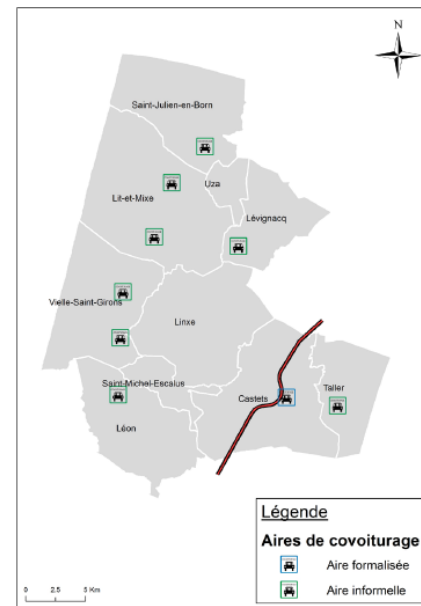 N
Saint-Julien-en-Born
Uza
Lit-et-Mixe
Lévignacq
Vielle-Saint-Girons
Linxe
Saint-Michel-Escalus
Castets
Taller
Léon
Légende
Aires de covoiturage
Aire formalisée
Aire informelle
0 2.5 5 Km